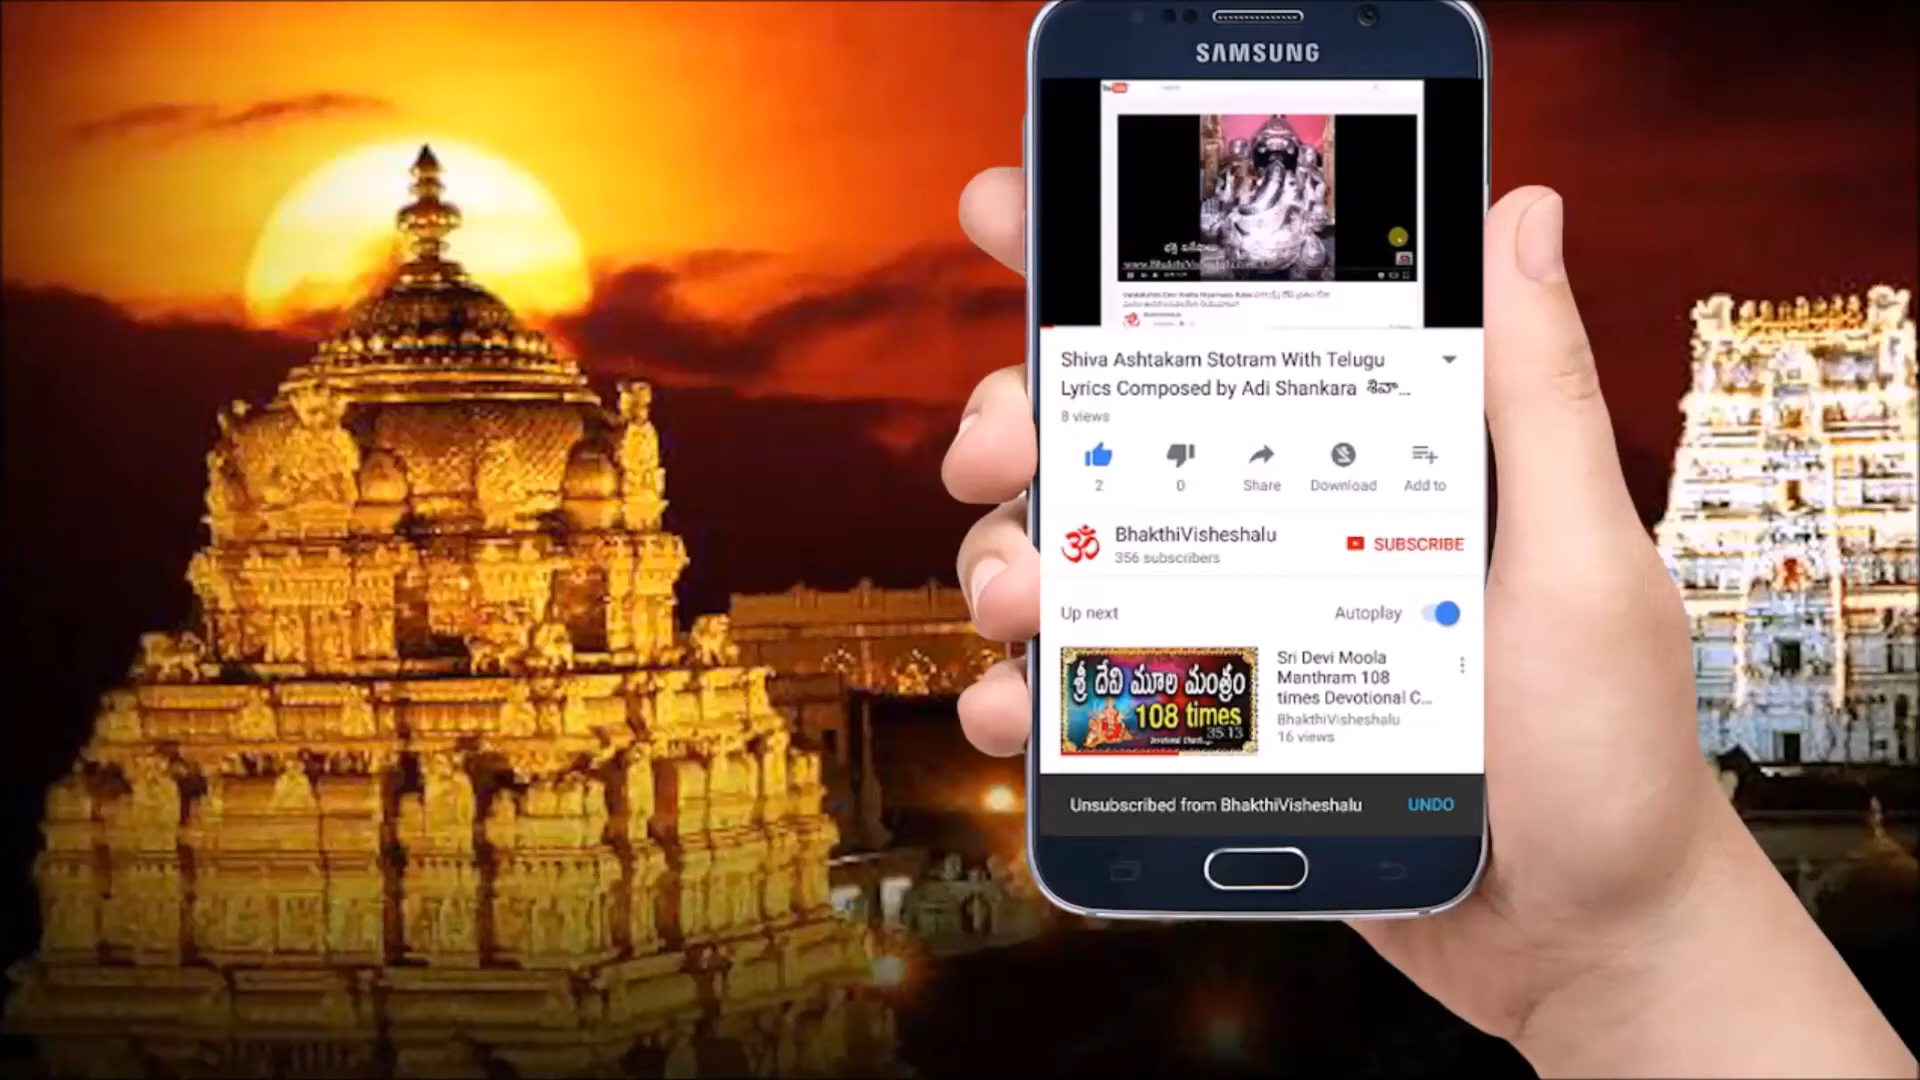 SAMSUNG
Shiva Ashtakam Stotram With Telugu
Lyrics Composed by Adi Shankara శివా...
8 views
2
0
Share
Download
Add to
BhakthiVisheshalu
356 subscribers
SUBSCRIBE
Up next
Autoplay
శ్రీ దేవి మూల మంత్రం
108 times
35:13
Sri Devi Moola
Manthram 108
times Devotional C...
BhakthiVisheshalu
16 views
Unsubscribed from BhakthiVisheshalu
UNDO